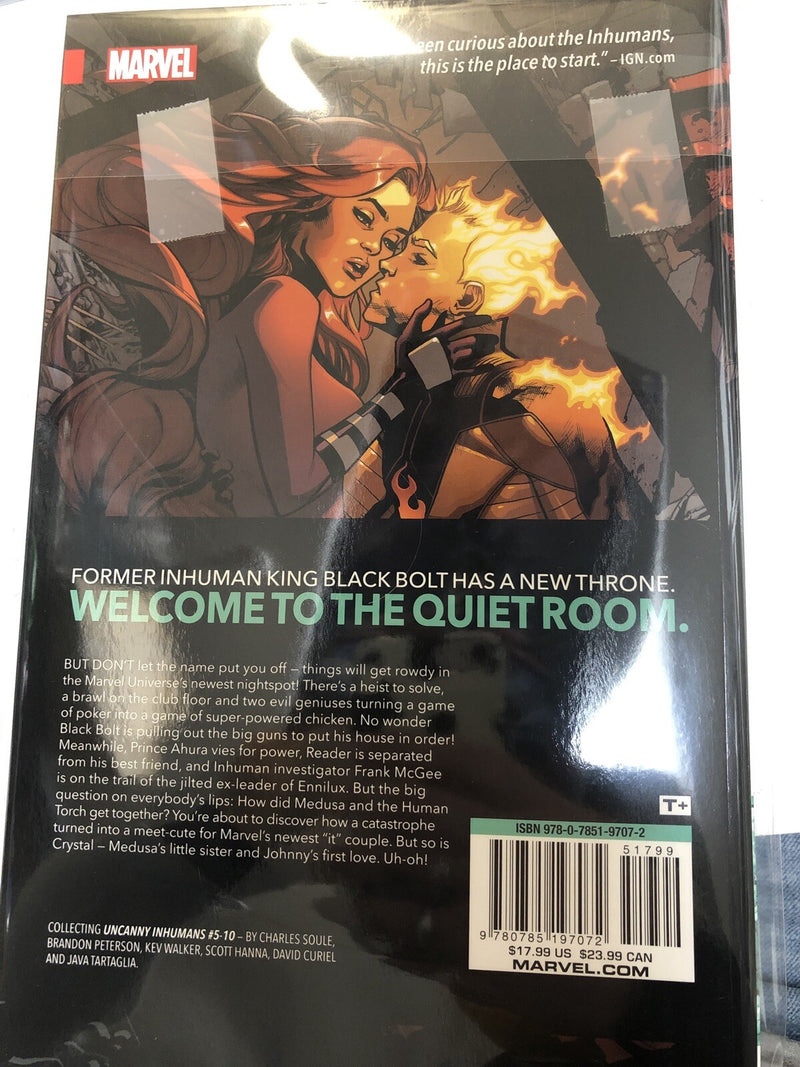 MARVEL
een curious about the Inhumans,
this is the place to start." – IGN.com
FORMER INHUMAN KING BLACK BOLT HAS A NEW THRONE.
WELCOME TO THE QUIET ROOM.
BUT DON'T let the name put you off – things will get rowdy in
the Marvel Universe's newest nightspot! There's a heist to solve,
a brawl on the club floor and two evil geniuses turning a game
of poker into a game of super-powered chicken. No wonder
Black Bolt is pulling out the big guns to put his house in order!
Meanwhile, Prince Ahura vies for power, Reader is separated
from his best friend, and Inhuman investigator Frank McGee
is on the trail of the jilted ex-leader of Ennilux. But the big
question on everybody's lips: How did Medusa and the Human
Torch get together? You're about to discover how a catastrophe
turned into a meet-cute for Marvel's newest "it" couple. But so is
Crystal – Medusa's little sister and Johnny's first love. Uh-oh!
T+
ISBN 978-0-7851-9707-2
51799
9 780785 197072
$17.99 US $23.99 CAN
MARVEL.COM
COLLECTING UNCANNY INHUMANS #5-10 – BY CHARLES SOULE,
BRANDON PETERSON, KEV WALKER, SCOTT HANNA, DAVID CURIEL
AND JAVA TARTAGLIA.